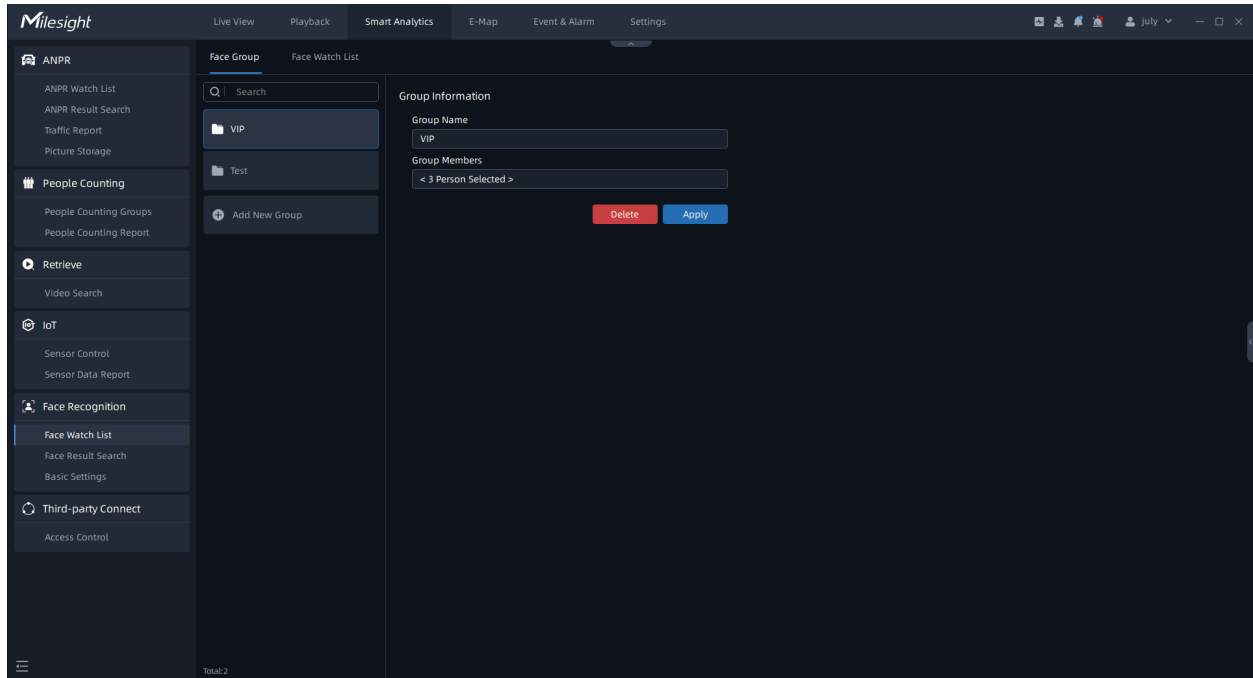 Milesight
Live View
Playback
Smart Analytics
E-Map
Event & Alarm
Settings
july
ANPR
ANPR Watch List
ANPR Result Search
Traffic Report
Picture Storage
People Counting
People Counting Groups
People Counting Report
Retrieve
Video Search
IoT
Sensor Control
Sensor Data Report
Face Recognition
Face Watch List
Face Result Search
Basic Settings
Third-party Connect
Access Control
Face Group
Face Watch List
Search
VIP
Test
Add New Group
Total:2
Group Information
Group Name
VIP
Group Members
< 3 Person Selected >
Delete
Apply